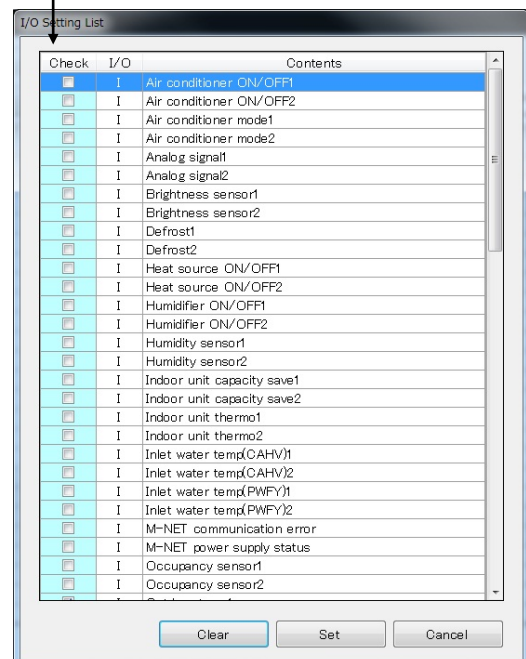 I/O Setting List
Check I/O Contents
I Air conditioner ON/OFF1
I Air conditioner ON/OFF2
I Air conditioner mode1
I Air conditioner mode2
I Analog signal1
I Analog signal2
I Brightness sensor1
I Brightness sensor2
I Defrost1
I Defrost2
I Heat source ON/OFF1
I Heat source ON/OFF2
I Humidifier ON/OFF1
I Humidifier ON/OFF2
I Humidity sensor1
I Humidity sensor2
I Indoor unit capacity save1
I Indoor unit capacity save2
I Indoor unit thermo1
I Indoor unit thermo2
I Inlet water temp(CAHV)1
I Inlet water temp(CAHV)2
I Inlet water temp(PWFY)1
I Inlet water temp(PWFY)2
I M-NET communication error
I M-NET power supply status
I Occupancy sensor1
I Occupancy sensor2
Clear Set Cancel